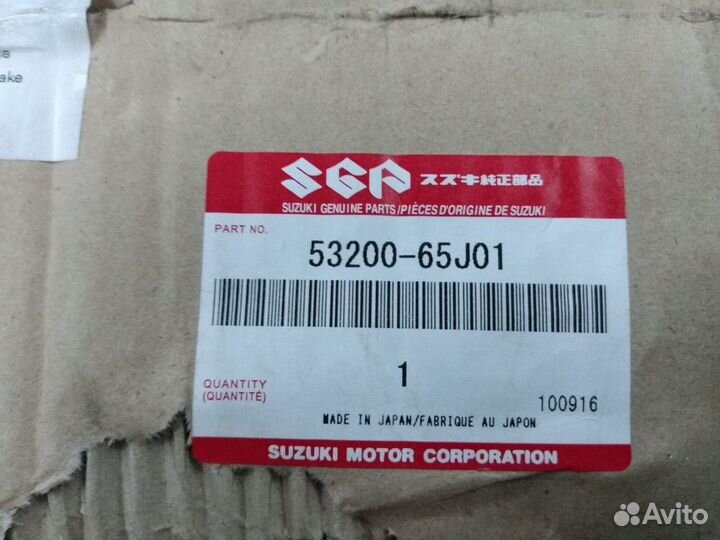 ake
SGP スズキ純正部品
SUZUKI GENUINE PARTS/PIÈCES D'ORIGINE DE SUZUKI
PART NO.
53200-65J01
1
QUANTITY
(QUANTITÉ)
100916
MADE IN JAPAN/FABRIQUE AU JAPON
SUZUKI MOTOR CORPORATION
Avito